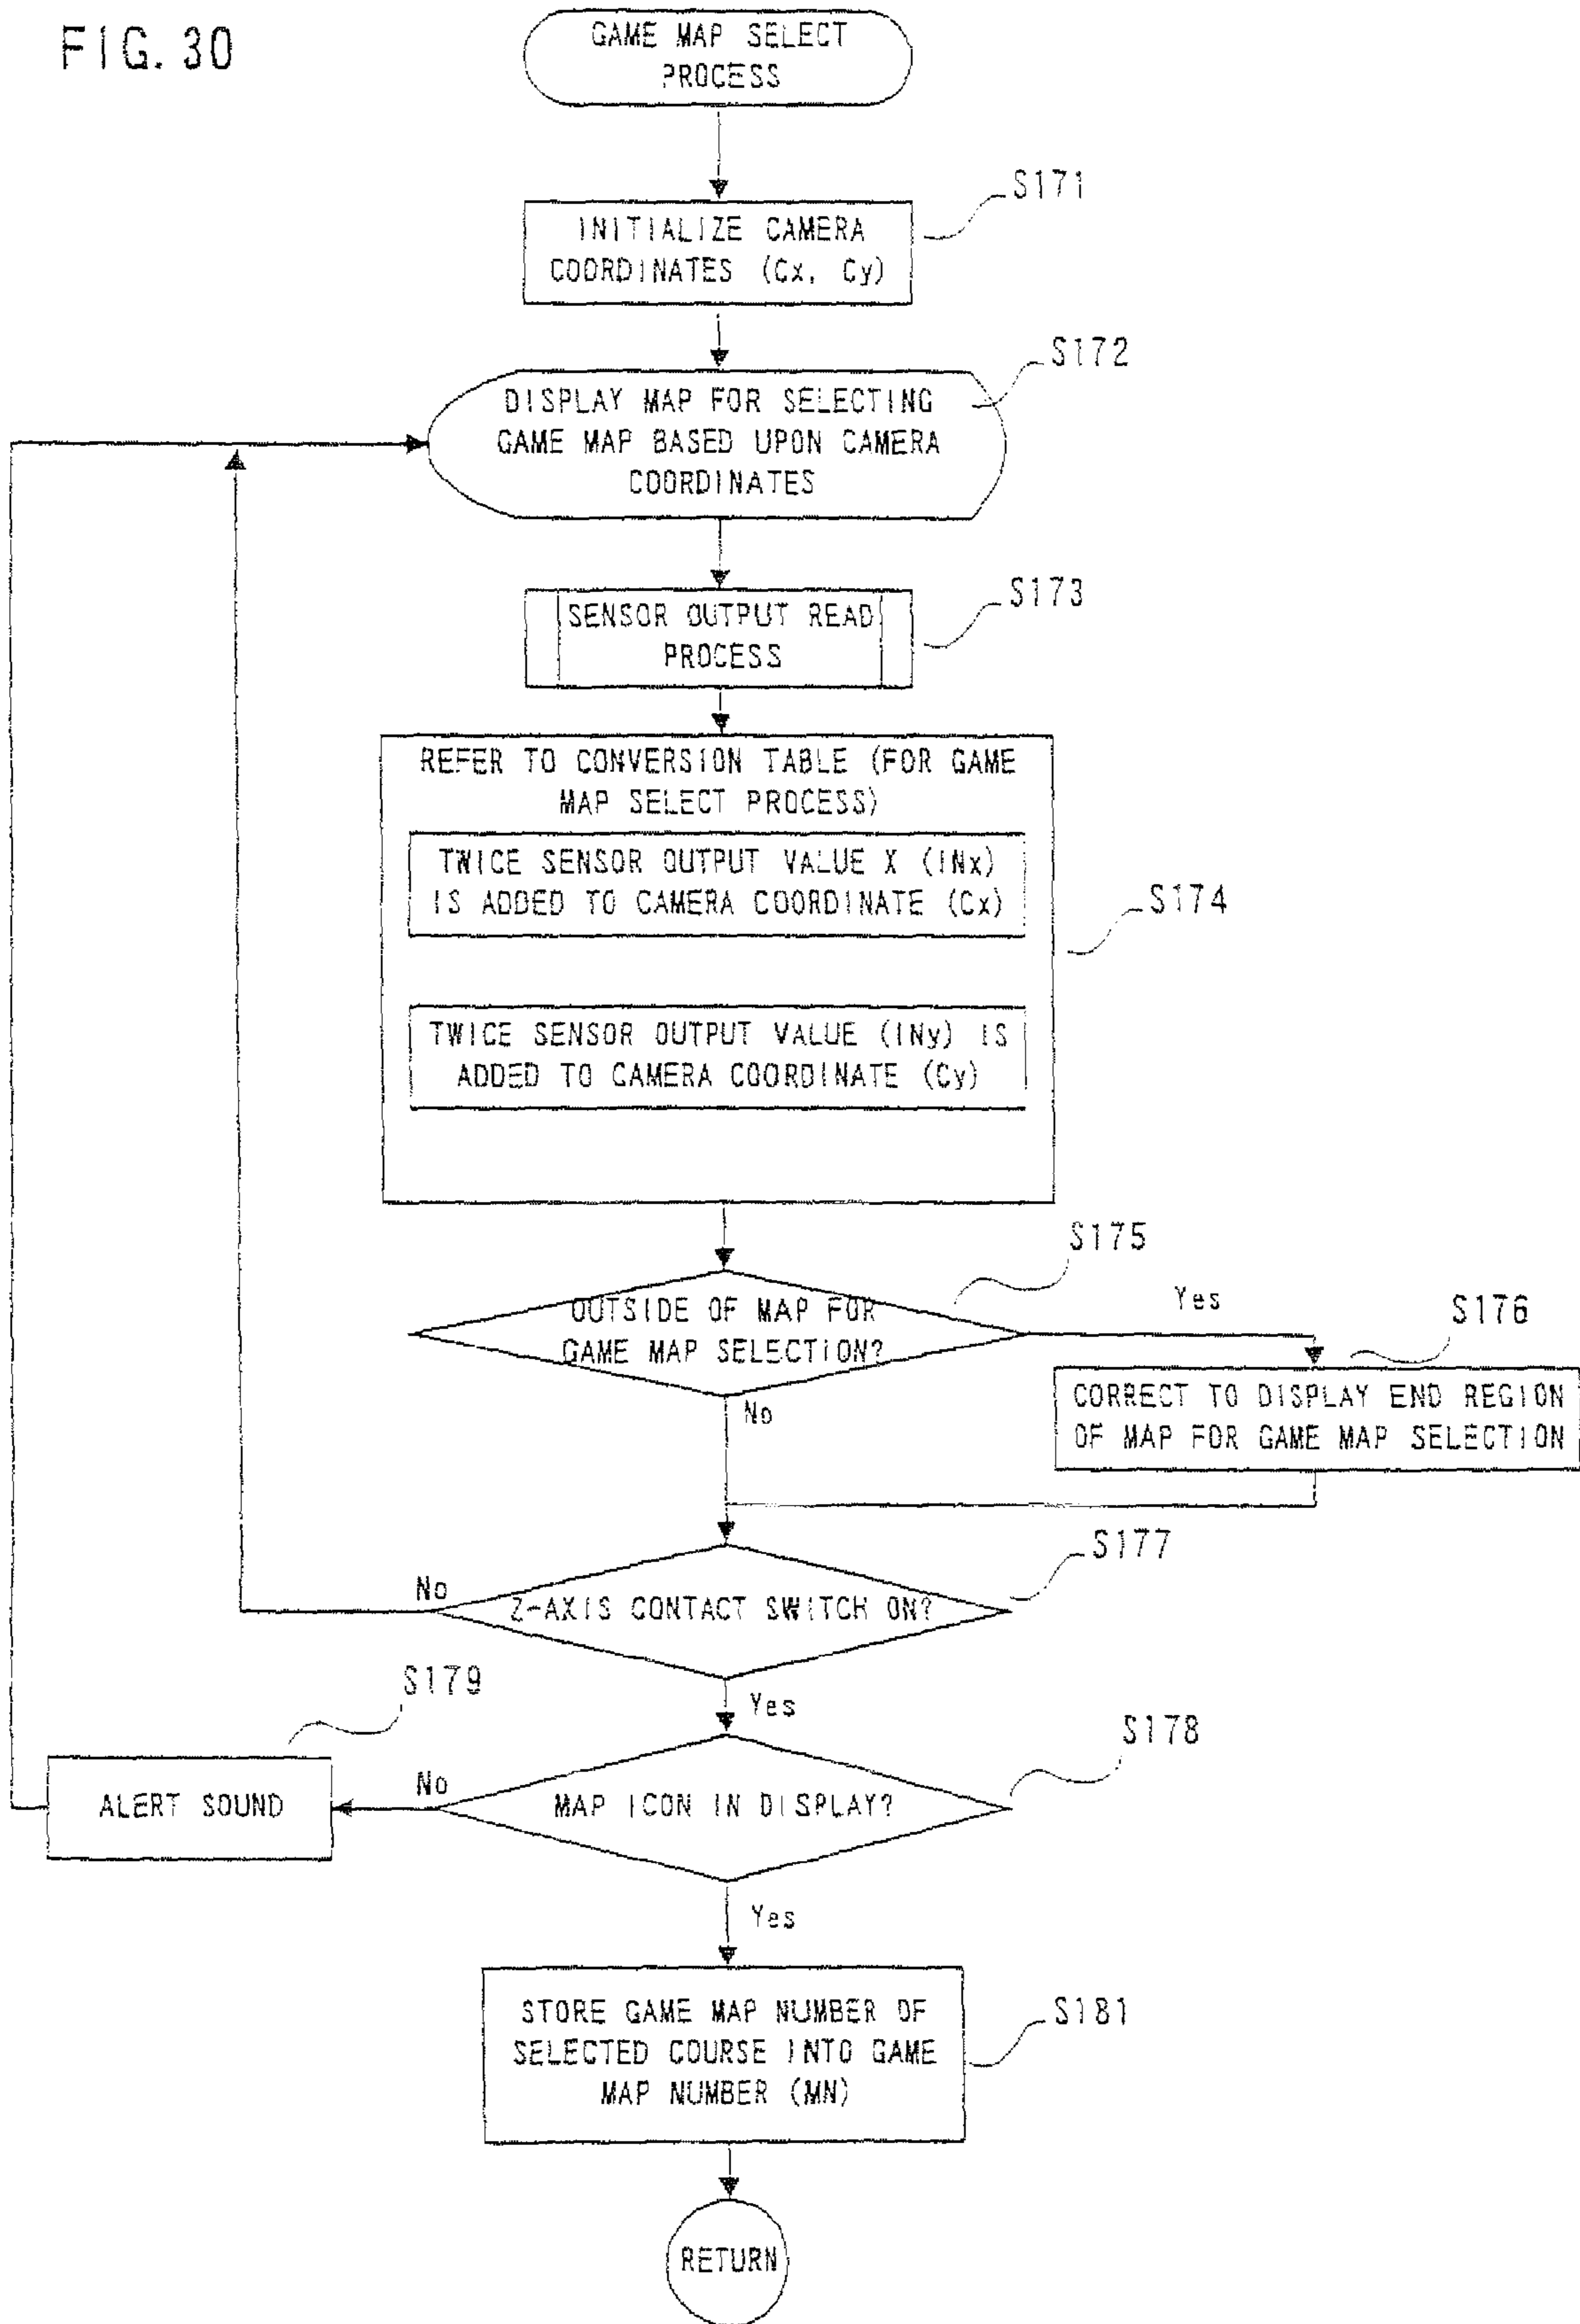 FIG. 30
GAME MAP SELECT
PROCESS
S171
INITIALIZE CAMERA
COORDINATES (Cx, Cy)
S172
DISPLAY MAP FOR SELECTING
GAME MAP BASED UPON CAMERA
COORDINATES
S173
SENSOR OUTPUT READ
PROCESS
REFER TO CONVERSION TABLE (FOR GAME
MAP SELECT PROCESS)
TWICE SENSOR OUTPUT VALUE X (INx)
IS ADDED TO CAMERA COORDINATE (Cx)
S174
TWICE SENSOR OUTPUT VALUE (INy) IS
ADDED TO CAMERA COORDINATE (Cy)
S175
OUTSIDE OF MAP FOR
GAME MAP SELECTION?
Yes
S176
CORRECT TO DISPLAY END REGION
OF MAP FOR GAME MAP SELECTION
No
S177
No
Z-AXIS CONTACT SWITCH ON?
S179
Yes
S178
ALERT SOUND
No
MAP ICON IN DISPLAY?
Yes
STORE GAME MAP NUMBER OF
SELECTED COURSE INTO GAME
MAP NUMBER (MN)
S181
RETURN